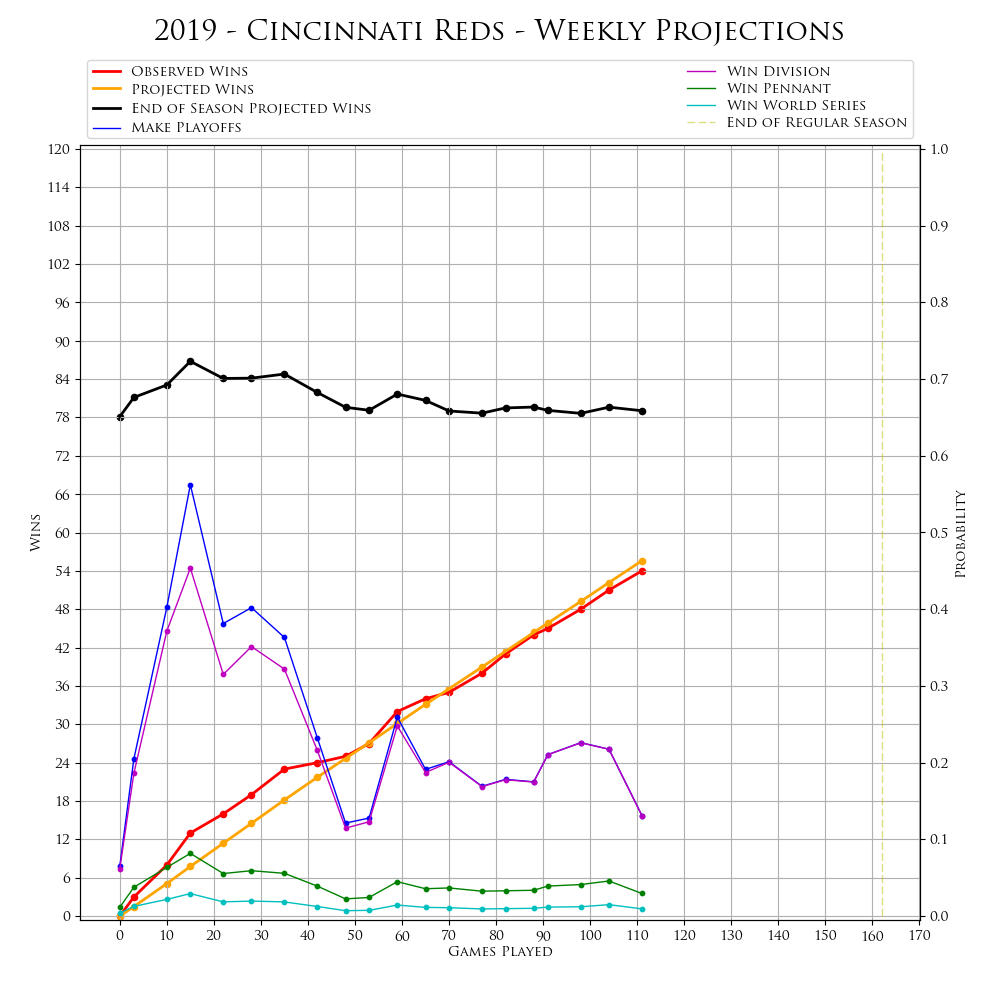 2019 - Cincinnati Reds - Weekly Projections
Observed Wins
Projected Wins
End of Season Projected Wins
Make Playoffs
Win Division
Win Pennant
Win World Series
End of Regular Season
120
114
108
102
96
90
84
78
72
66
60
54
48
42
36
30
24
18
12
6
0
Wins
1.0
0.9
0.8
0.7
0.6
0.5
0.4
0.3
0.2
0.1
0.0
Probability
0 10 20 30 40 50 60 70 80 90 100 110 120 130 140 150 160 170
Games Played